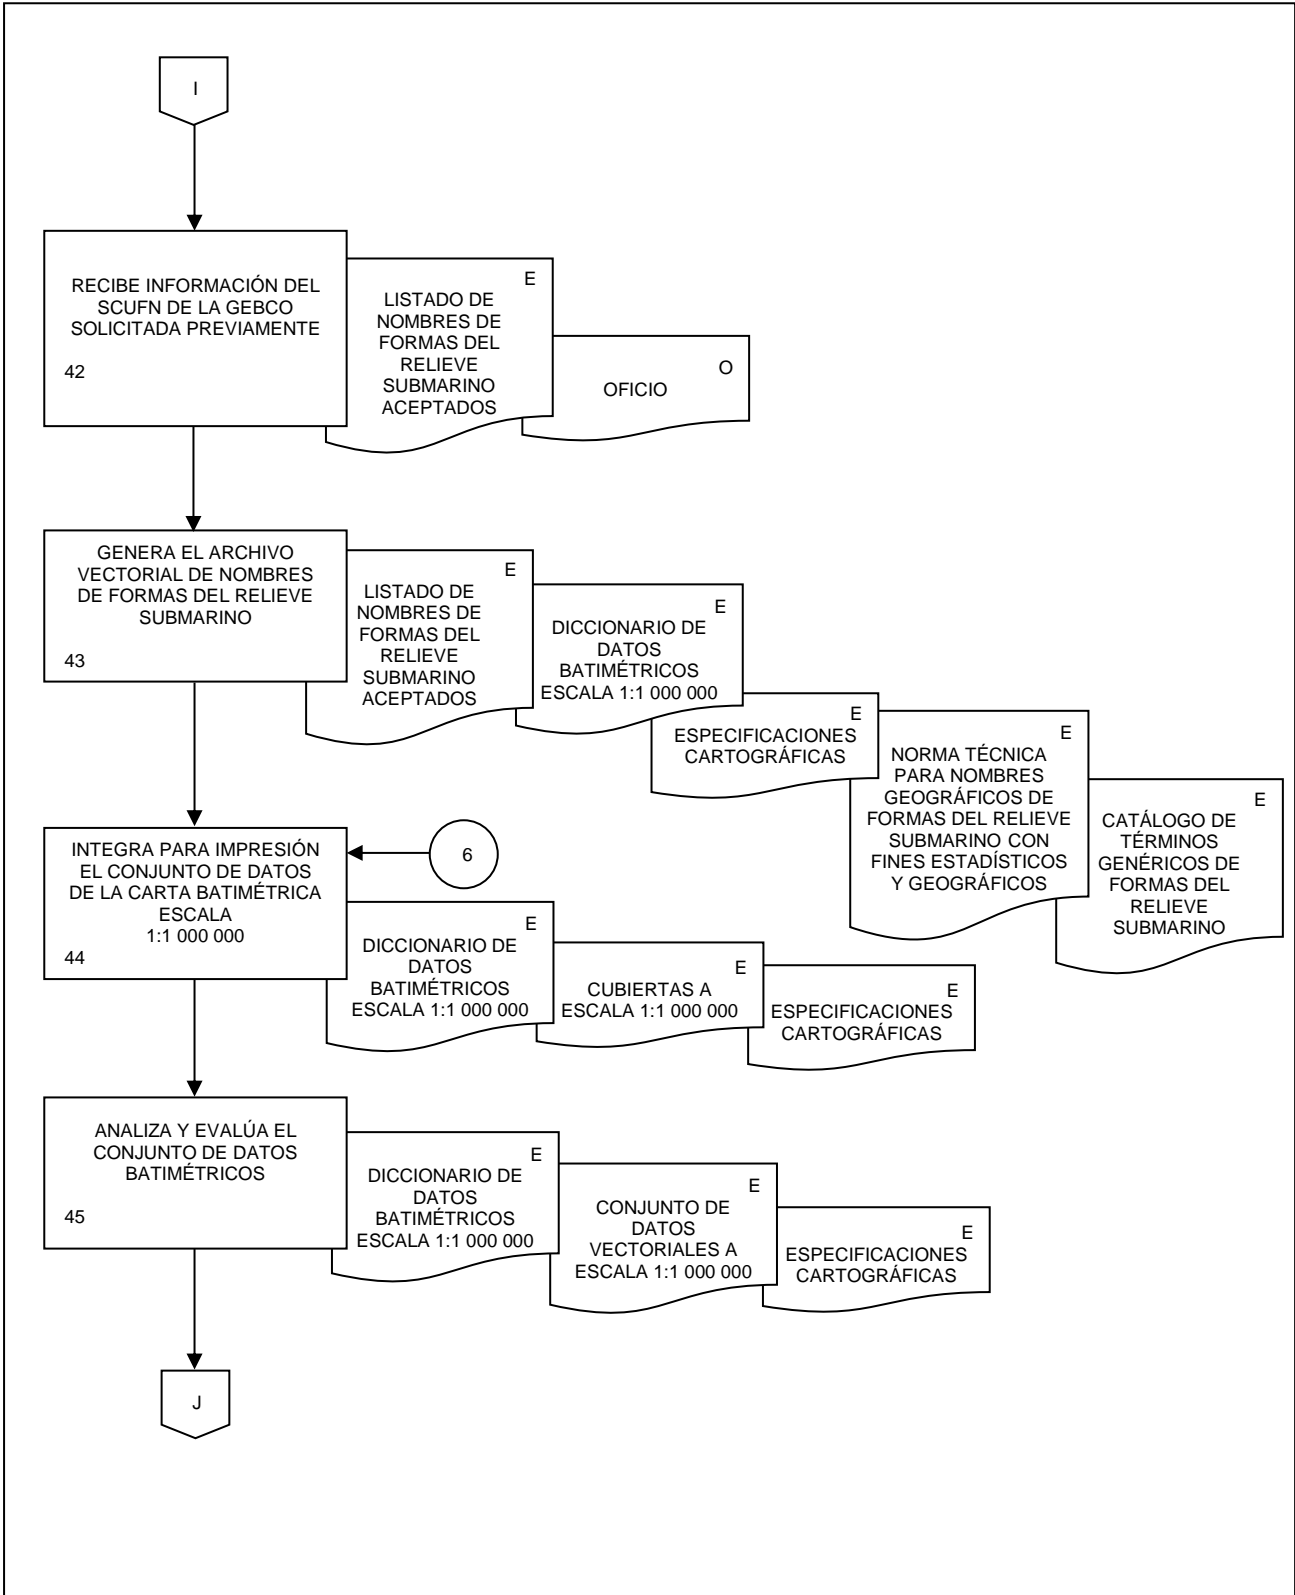 I
RECIBE INFORMACIÓN DEL
SCUFN DE LA GEBCO
SOLICITADA PREVIAMENTE
42
E
LISTADO DE
NOMBRES DE
FORMAS DEL
RELIEVE
SUBMARINO
ACEPTADOS
O
OFICIO
GENERA EL ARCHIVO
VECTORIAL DE NOMBRES
DE FORMAS DEL RELIEVE
SUBMARINO
43
E
LISTADO DE
NOMBRES DE
FORMAS DEL
RELIEVE
SUBMARINO
ACEPTADOS
E
DICCIONARIO DE
DATOS
BATIMÉTRICOS
ESCALA 1:1 000 000
E
ESPECIFICACIONES
CARTOGRÁFICAS
E
NORMA TÉCNICA
PARA NOMBRES
GEOGRÁFICOS DE
FORMAS DEL RELIEVE
SUBMARINO CON
FINES ESTADÍSTICOS
Y GEOGRÁFICOS
E
CATÁLOGO DE
TÉRMINOS
GENÉRICOS DE
FORMAS DEL
RELIEVE
SUBMARINO
INTEGRA PARA IMPRESIÓN
EL CONJUNTO DE DATOS
DE LA CARTA BATIMÉTRICA
ESCALA
1:1 000 000
44
6
E
DICCIONARIO DE
DATOS
BATIMÉTRICOS
ESCALA 1:1 000 000
E
CUBIERTAS A
ESCALA 1:1 000 000
E
ESPECIFICACIONES
CARTOGRÁFICAS
ANALIZA Y EVALÚA EL
CONJUNTO DE DATOS
BATIMÉTRICOS
45
E
DICCIONARIO DE
DATOS
BATIMÉTRICOS
ESCALA 1:1 000 000
E
CONJUNTO DE
DATOS
VECTORIALES A
ESCALA 1:1 000 000
E
ESPECIFICACIONES
CARTOGRÁFICAS
J